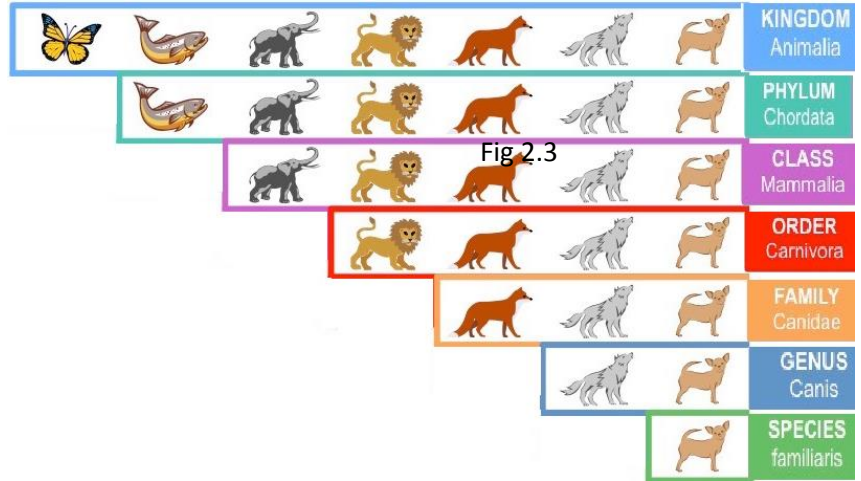 KINGDOM
Animalia
PHYLUM
Chordata
Fig 2.3
CLASS
Mammalia
ORDER
Carnivora
FAMILY
Canidae
GENUS
Canis
SPECIES
familiaris